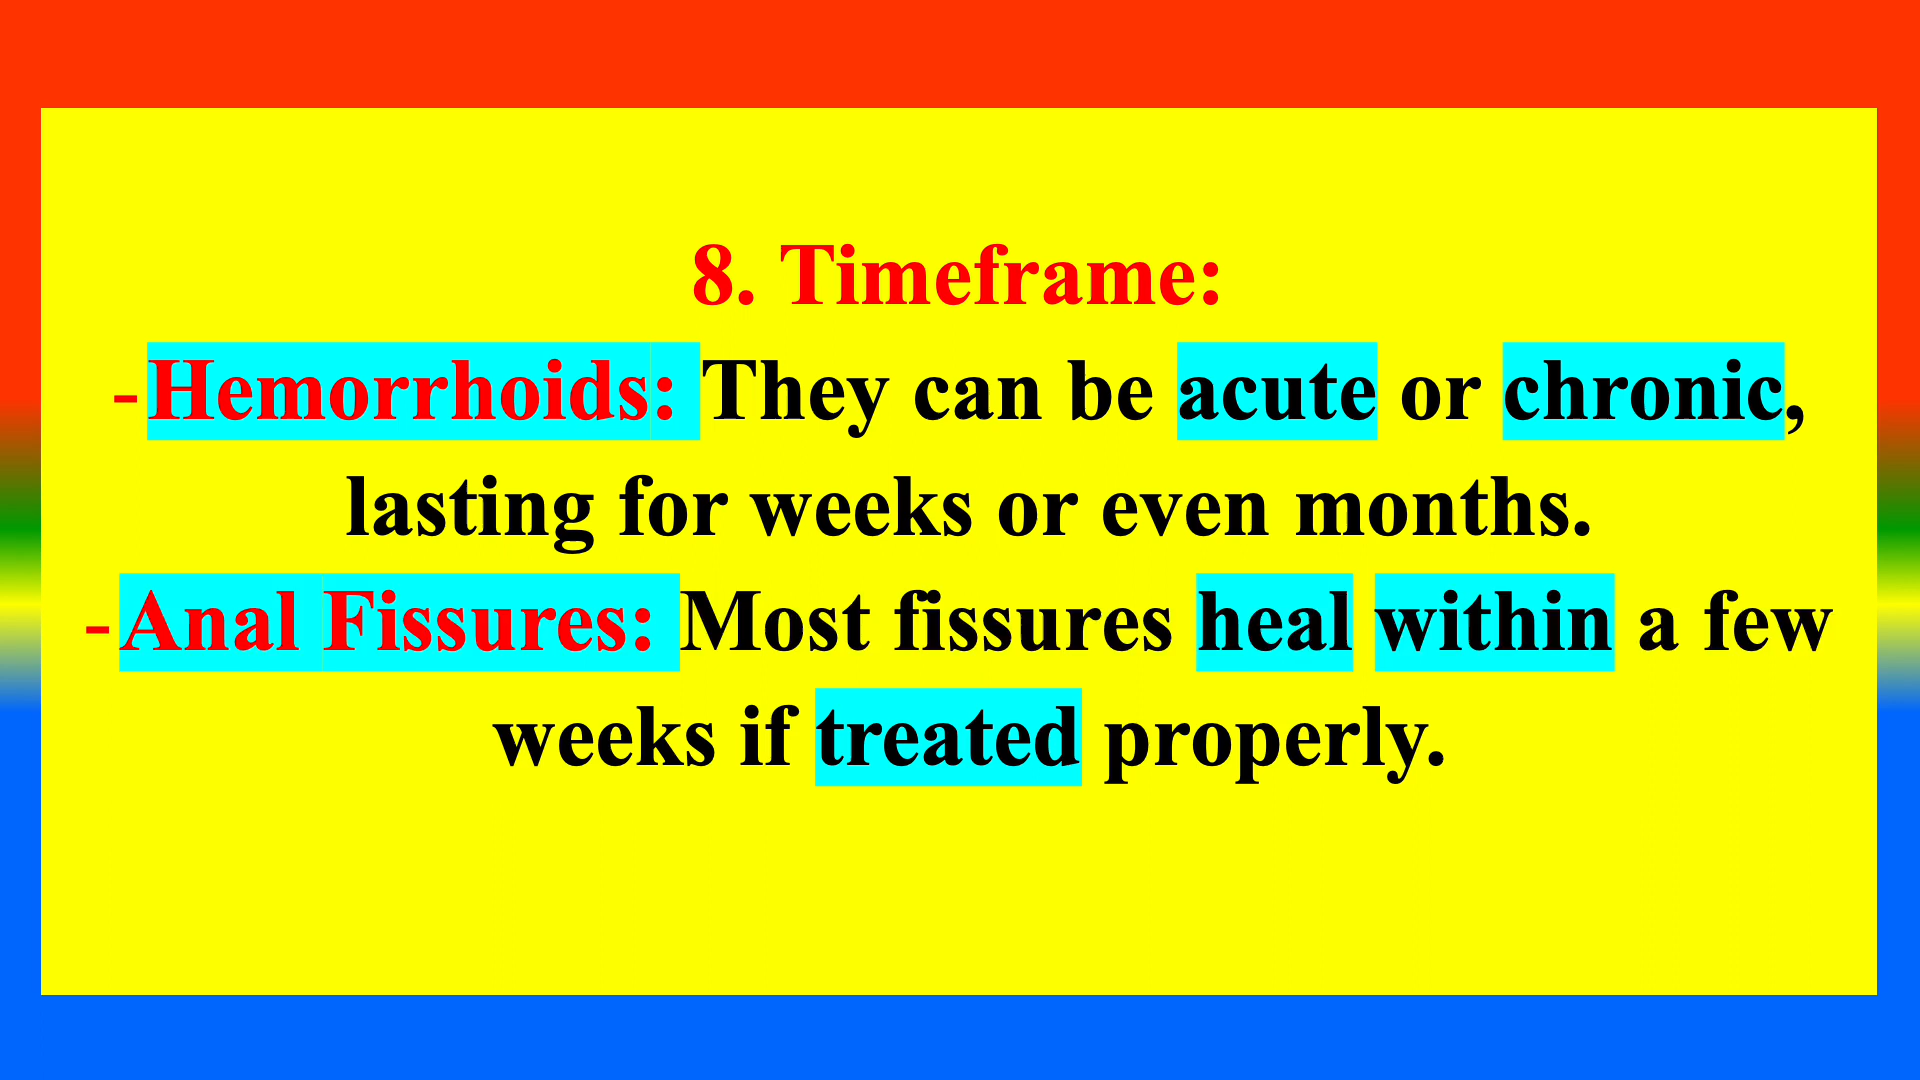 8. Timeframe:
-Hemorrhoids: They can be acute or chronic,
lasting for weeks or even months.
-Anal Fissures: Most fissures heal within a few
weeks if treated properly.